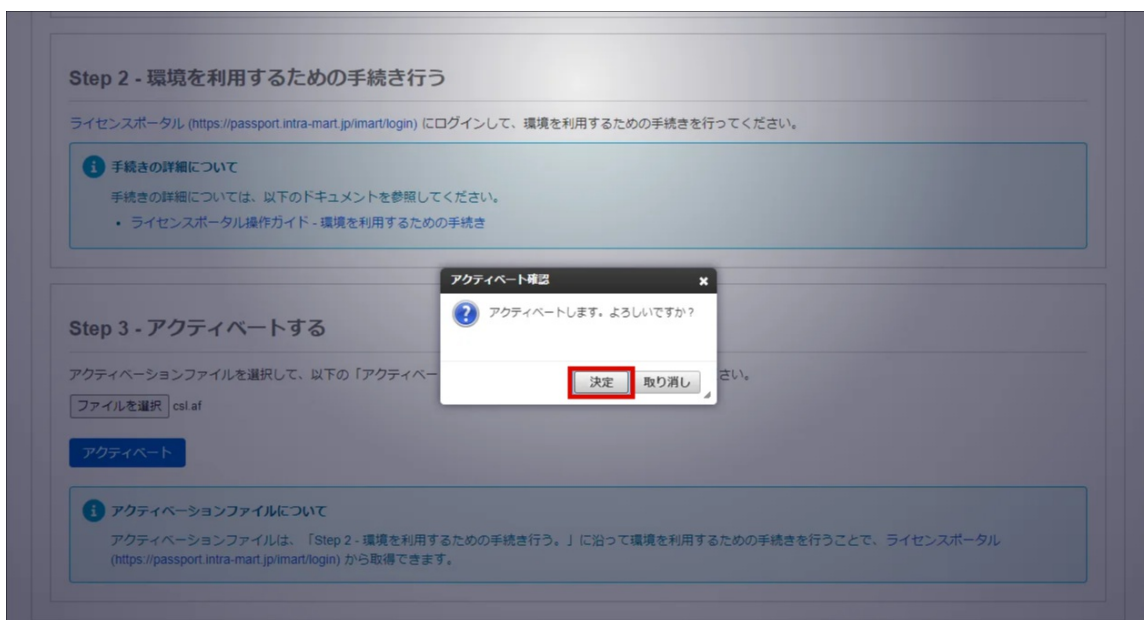 Step 2 - 環境を利用するための手続き行う
ライセンスポータル (https://passport.intra-mart.jp/imart/login) にログインして、環境を利用するための手続きを行ってください。
手続きの詳細について
手続きの詳細については、以下のドキュメントを参照してください。
• ライセンスポータル操作ガイド - 環境を利用するための手続き
アクティベート確認
アクティベートします。よろしいですか？
決定 取り消し
Step 3 - アクティベートする
アクティベーションファイルを選択して、以下の「アクティベー
さい。
ファイルを選択 csl.af
アクティベート
アクティベーションファイルについて
アクティベーションファイルは、「Step 2 - 環境を利用するための手続き行う。」に沿って環境を利用するための手続きを行うことで、ライセンスポータル
(https://passport.intra-mart.jp/imart/login) から取得できます。